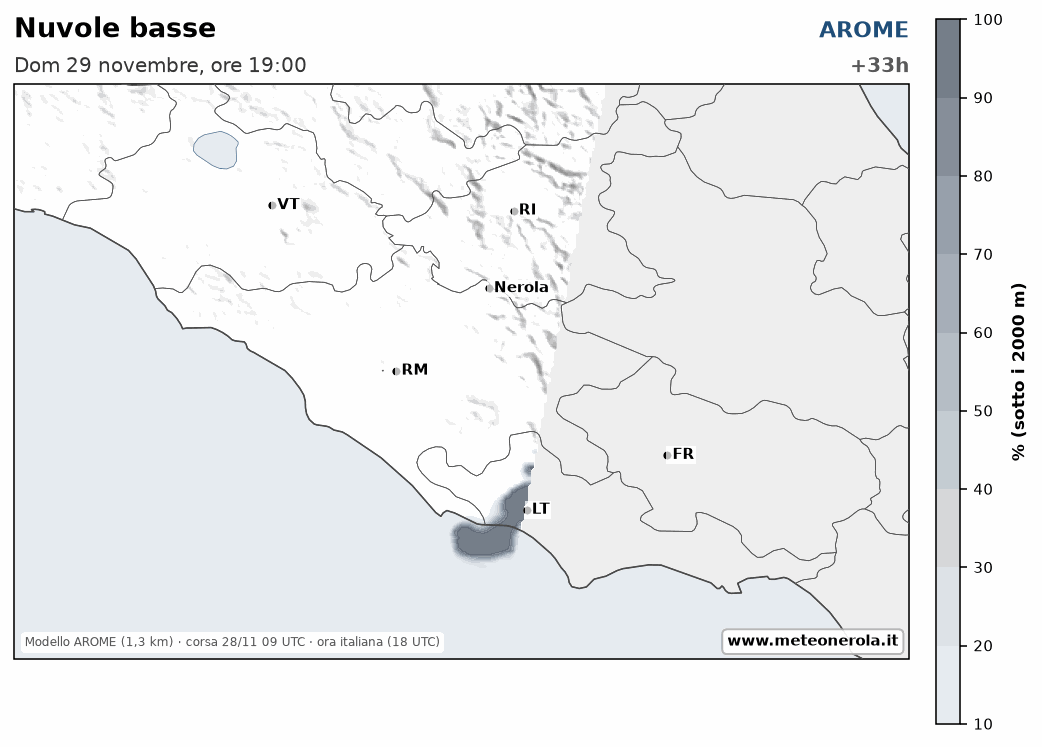 Nuvole basse
AROME
Dom 29 novembre, ore 19:00
+33h
100
90
80
70
60
50
40
30
20
10
% (sotto i 2000 m)
VT
RI
Nerola
RM
FR
LT
Modello AROME (1,3 km) · corsa 28/11 09 UTC · ora italiana (18 UTC)
www.meteonerola.it